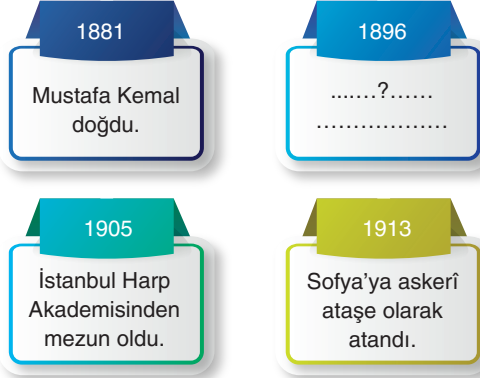 1881
Mustafa Kemal
doğdu.
1896
.......?......
..................
1905
İstanbul Harp
Akademisinden
mezun oldu.
1913
Sofya’ya askerî
ataşe olarak
atandı.